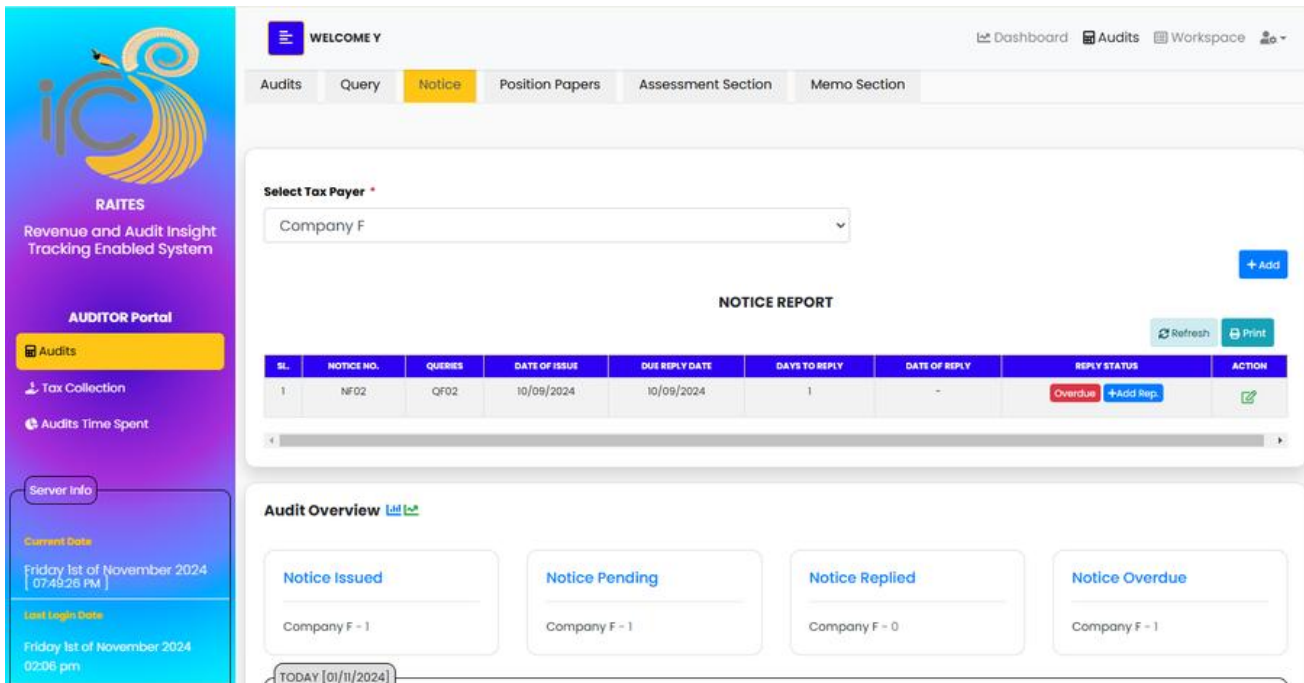 ircs
RAITES
Revenue and Audit Insight
Tracking Enabled System
AUDITOR Portal
Audits
Tax Collection
Audits Time Spent
Server Info
Current Date
Friday 1st of November 2024
[ 07:49:26 PM ]
Last Login Date
Friday 1st of November 2024
02:06 pm
WELCOME Y
Dashboard Audits Workspace
Audits Query Notice Position Papers Assessment Section Memo Section
Select Tax Payer *
Company F
+ Add
NOTICE REPORT
Refresh Print
SL. NOTICE NO. QUERIES DATE OF ISSUE DUE REPLY DATE DAYS TO REPLY DATE OF REPLY REPLY STATUS ACTION
1 NF02 QF02 10/09/2024 10/09/2024 1 - Overdue +Add Rep.
Audit Overview
Notice Issued Notice Pending Notice Replied Notice Overdue
Company F - 1 Company F - 1 Company F - 0 Company F - 1
TODAY [01/11/2024]